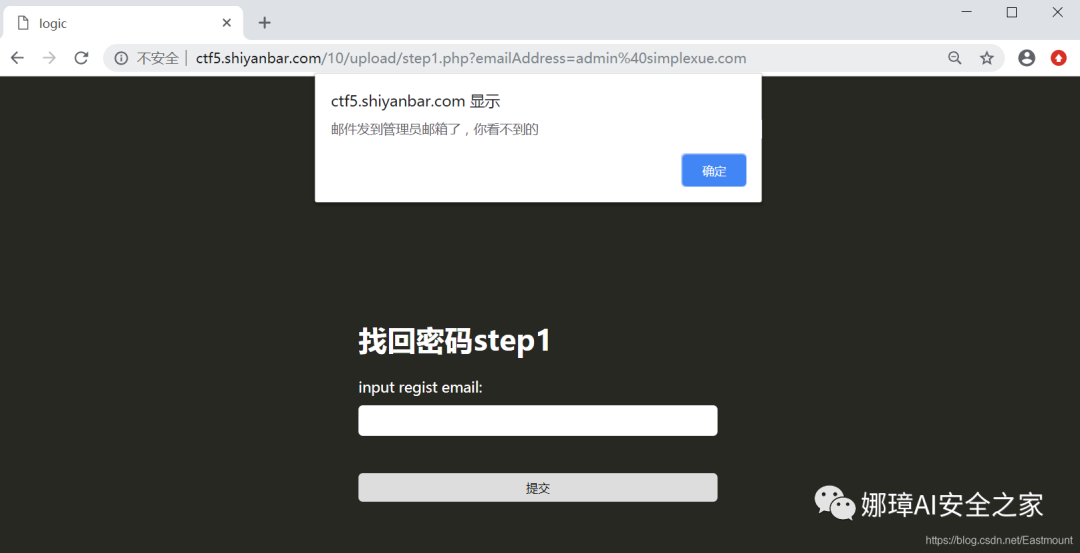 logic
不安全 | ctf5.shiyanbar.com/10/upload/step1.php?emailAddress=admin%40simplexue.com
ctf5.shiyanbar.com 显示
邮件发到管理员邮箱了，你看不到的
确定
找回密码step1
input regist email:
提交
娜璋AI安全之家
https://blog.csdn.net/Eastmount